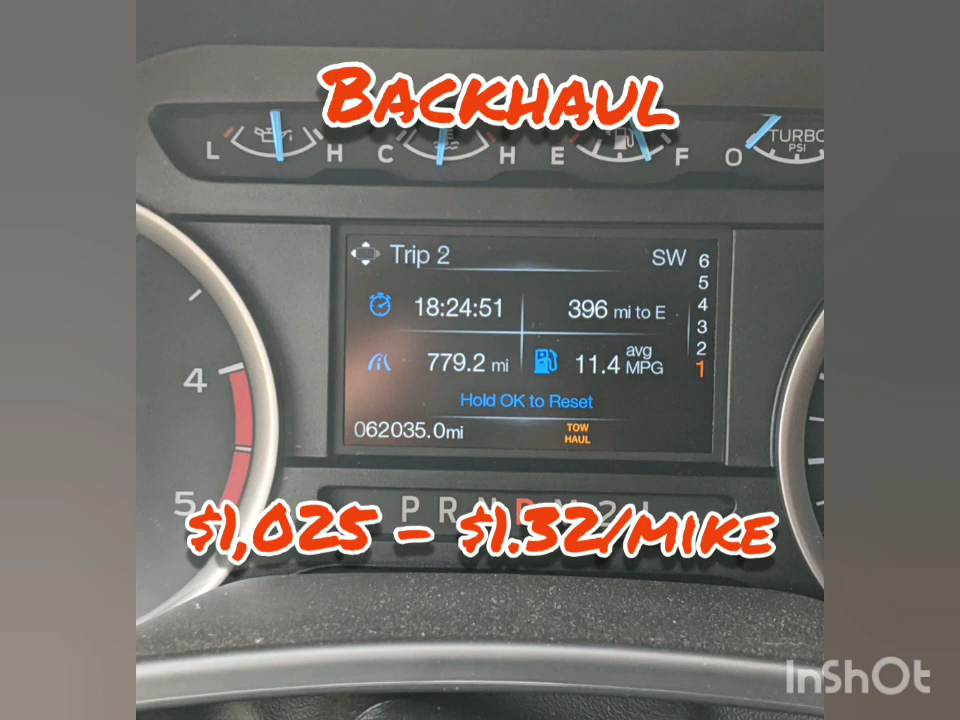 BACKHAUL
L H C H E F O TURBO
PSI
Trip 2 SW 6
5
18:24:51 396 mi to E 4
3
779.2 mi 11.4 avg MPG 2
1
Hold OK to Reset
062035.0mi TOW HAUL
4
5 P R N D M 2 1
$1,025 - $1.32/MIKE
InShOt